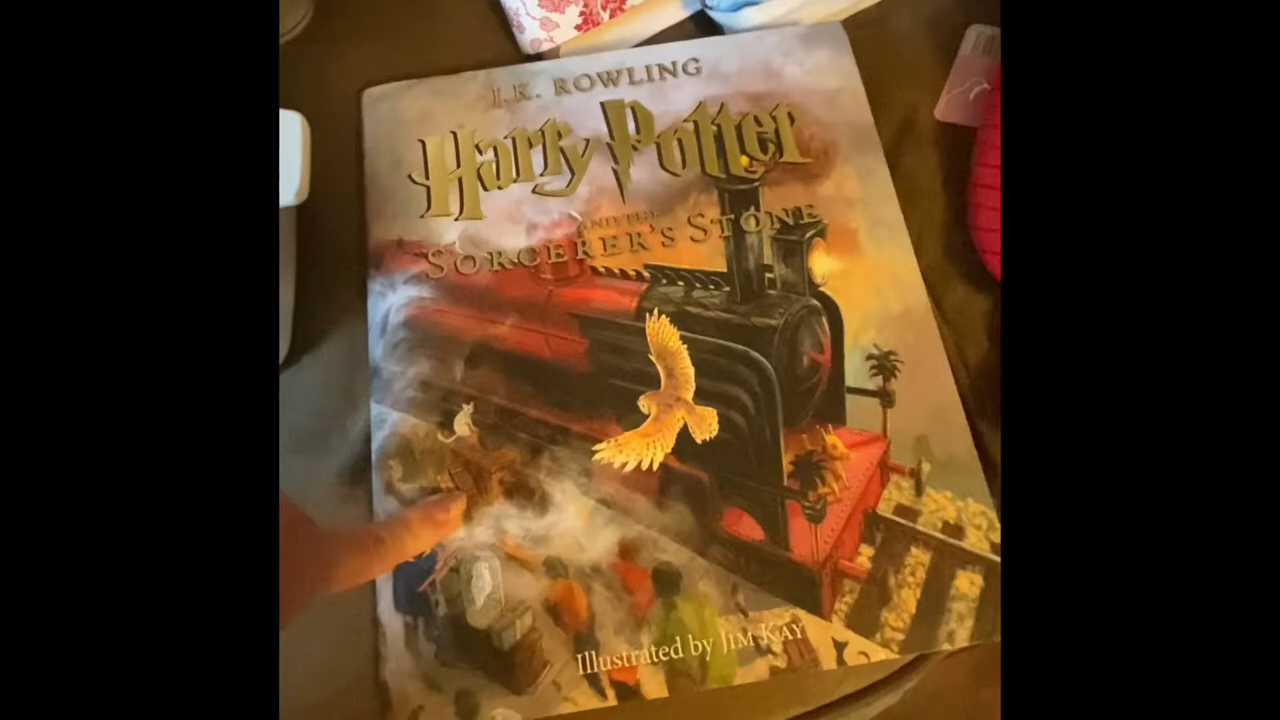 J.K. ROWLING
Harry Potter
AND THE
SORCERER'S STONE
Illustrated by JIM KAY